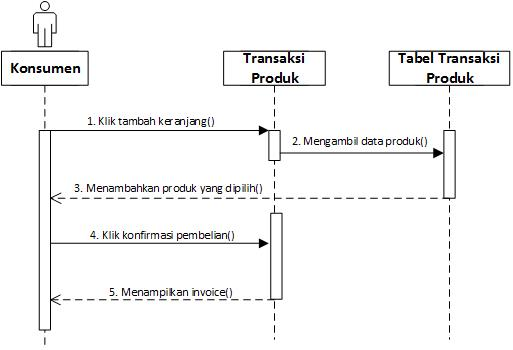 Konsumen
Transaksi
Produk
Tabel Transaksi
Produk
1. Klik tambah keranjang()
2. Mengambil data produk()
3. Menambahkan produk yang dipilih()
4. Klik konfirmasi pembelian()
5. Menampilkan invoice()